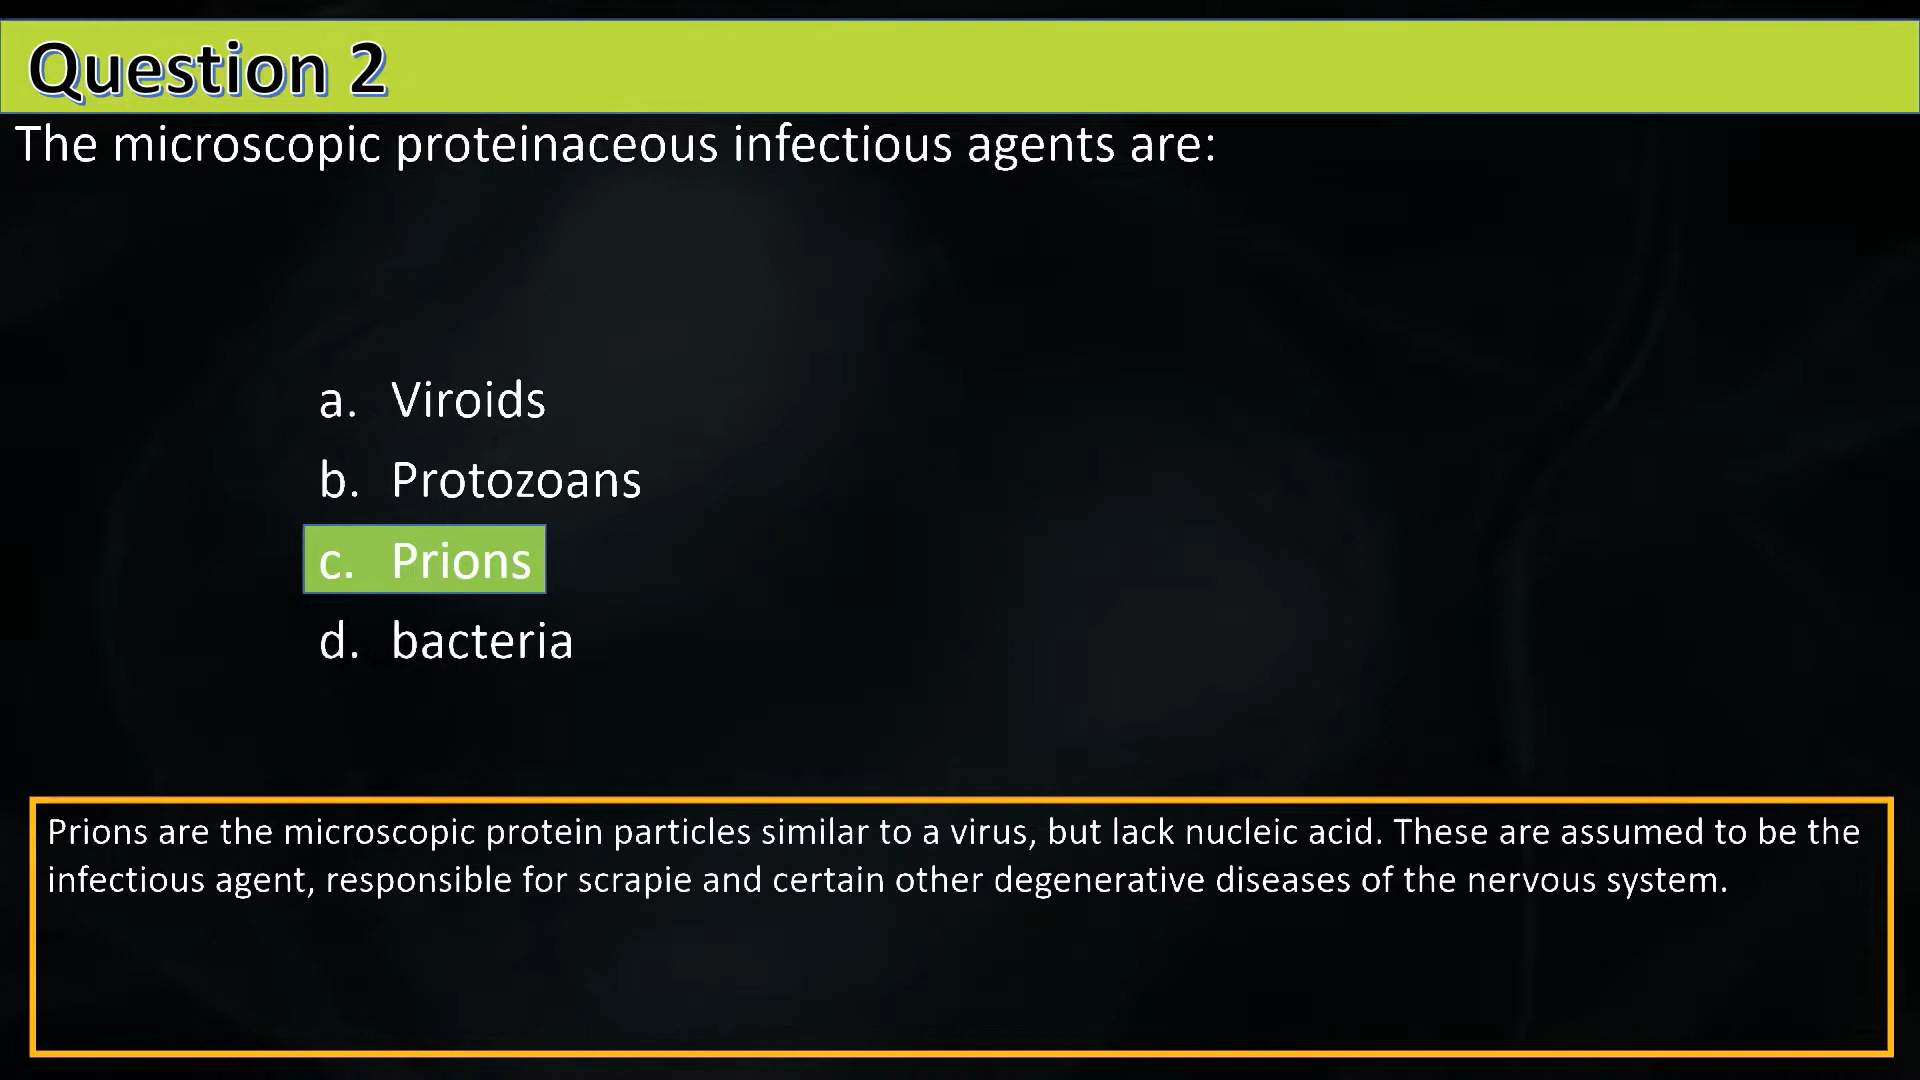 Question 2
The microscopic proteinaceous infectious agents are:
a. Viroids
b. Protozoans
c. Prions
d. bacteria
Prions are the microscopic protein particles similar to a virus, but lack nucleic acid. These are assumed to be the
infectious agent, responsible for scrapie and certain other degenerative diseases of the nervous system.